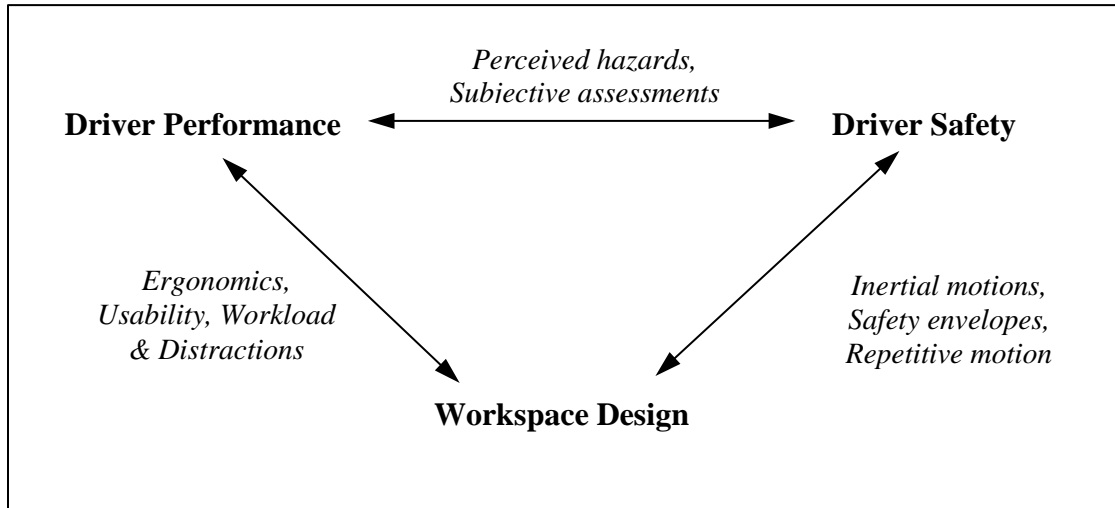 Perceived hazards,
Subjective assessments
Driver Performance
Driver Safety
Ergonomics,
Usability, Workload
& Distractions
Inertial motions,
Safety envelopes,
Repetitive motion
Workspace Design